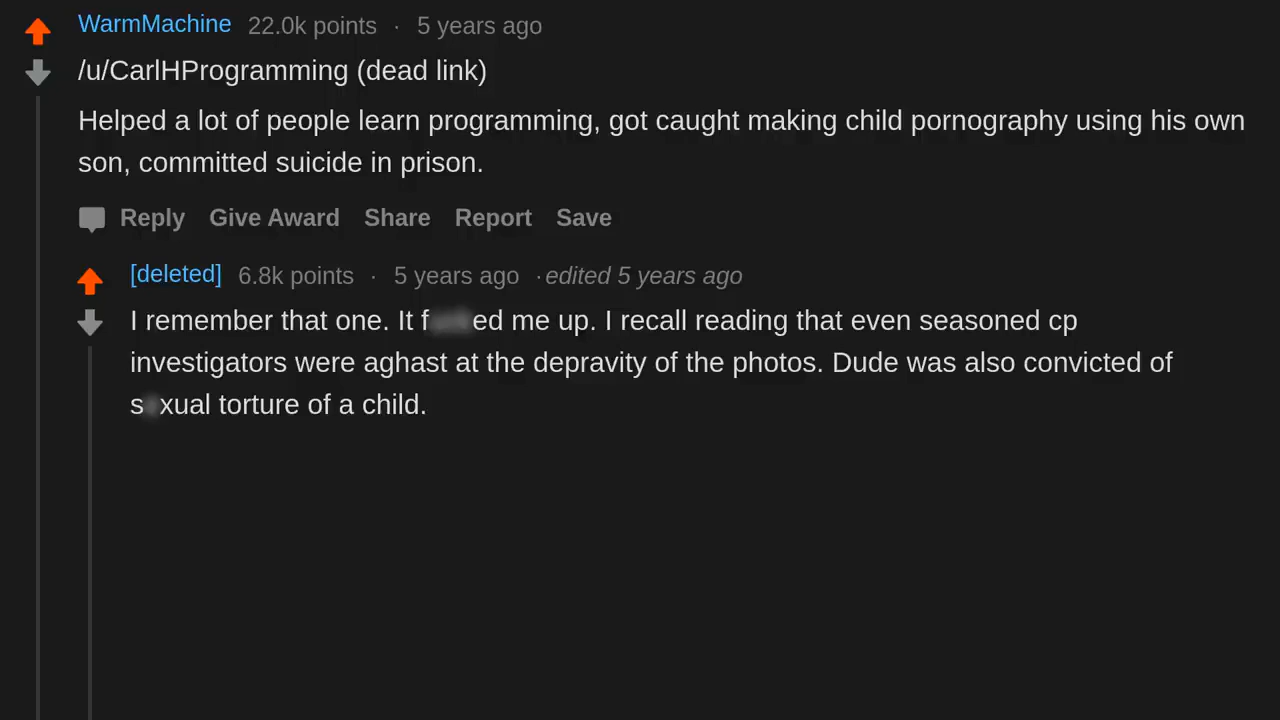 WarmMachine 22.0k points · 5 years ago
/u/CarlHProgramming (dead link)
Helped a lot of people learn programming, got caught making child pornography using his own
son, committed suicide in prison.
Reply Give Award Share Report Save
[deleted] 6.8k points · 5 years ago · edited 5 years ago
I remember that one. It f ed me up. I recall reading that even seasoned cp
investigators were aghast at the depravity of the photos. Dude was also convicted of
s xual torture of a child.